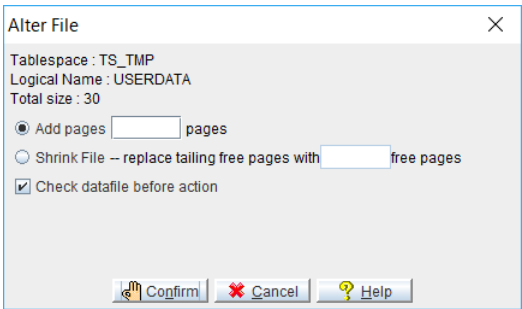 Alter File
Tablespace : TS_TMP
Logical Name : USERDATA
Total size : 30
Add pages pages
Shrink File -- replace tailing free pages with free pages
Check datafile before action
Confirm Cancel Help